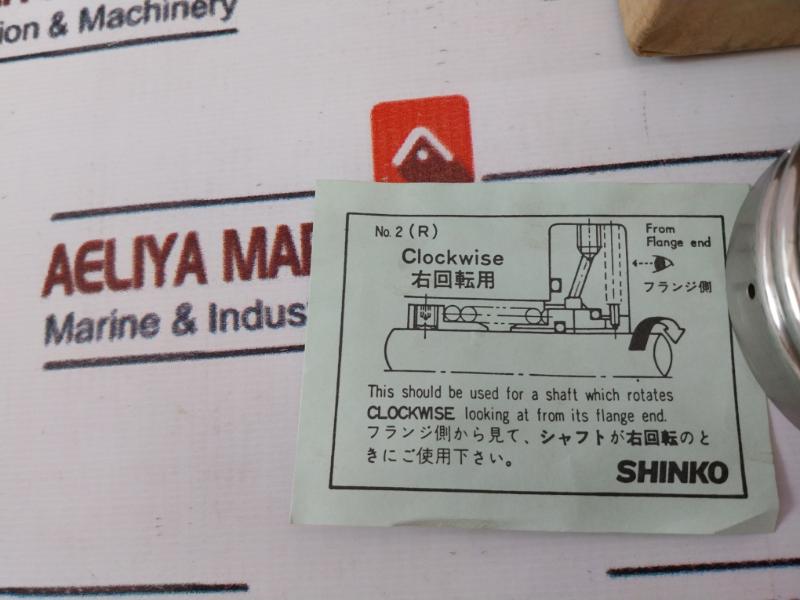 ion & Machinery
AELIYA MAR
Marine & Indus
No. 2 (R)
Clockwise
右回転用
From
Flange end
フランジ側
This should be used for a shaft which rotates
CLOCKWISE looking at from its flange end.
フランジ側から見て、シャフトが右回転のと
きにご使用下さい。
SHINKO